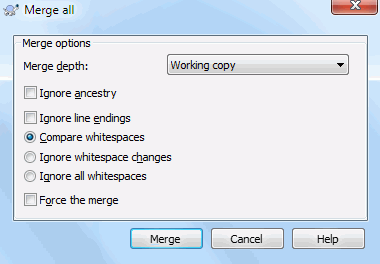 Merge all
Merge options
Merge depth: Working copy
Ignore ancestry
Ignore line endings
Compare whitespaces
Ignore whitespace changes
Ignore all whitespaces
Force the merge
Merge Cancel Help